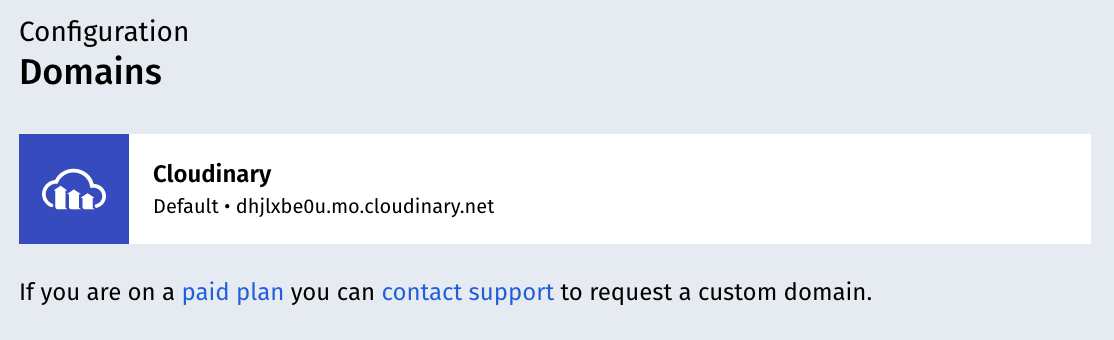 Configuration
Domains
Cloudinary
Default • dhjlxbe0u.mo.cloudinary.net
If you are on a paid plan you can contact support to request a custom domain.